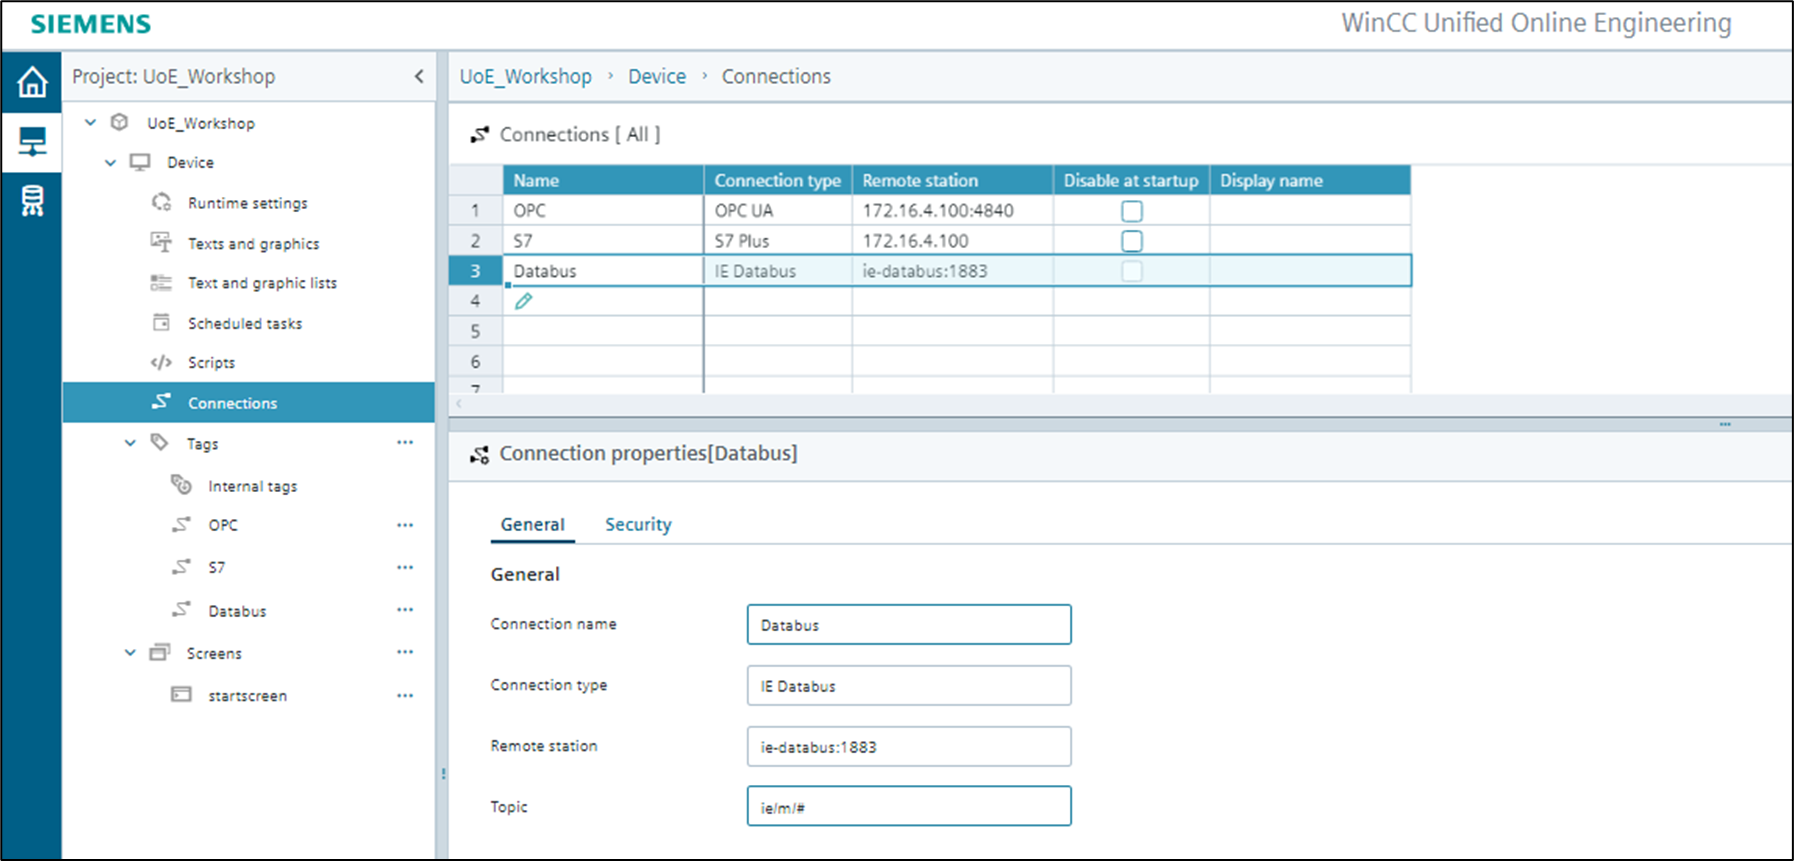 SIEMENS
WinCC Unified Online Engineering
Project: UoE_Workshop
UoE_Workshop
Device
Runtime settings
Texts and graphics
Text and graphic lists
Scheduled tasks
Scripts
Connections
Tags
Internal tags
OPC
S7
Databus
Screens
startscreen
UoE_Workshop › Device › Connections
Connections [ All ]
Name Connection type Remote station Disable at startup Display name
1 OPC OPC UA 172.16.4.100:4840
2 S7 S7 Plus 172.16.4.100
3 Databus IE Databus ie-databus:1883
4
5
6
7
Connection properties[Databus]
General Security
General
Connection name Databus
Connection type IE Databus
Remote station ie-databus:1883
Topic ie/m/#